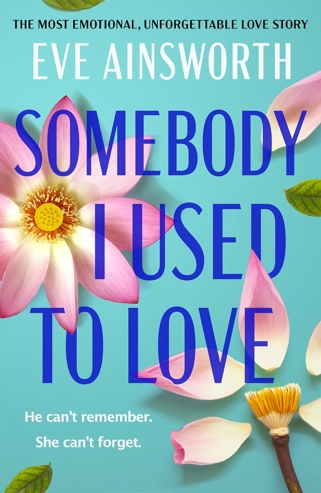 THE MOST EMOTIONAL, UNFORGETTABLE LOVE STORY
EVE AINSWORTH
SOMEBODY
I USED
TO LOVE
He can't remember.
She can't forget.